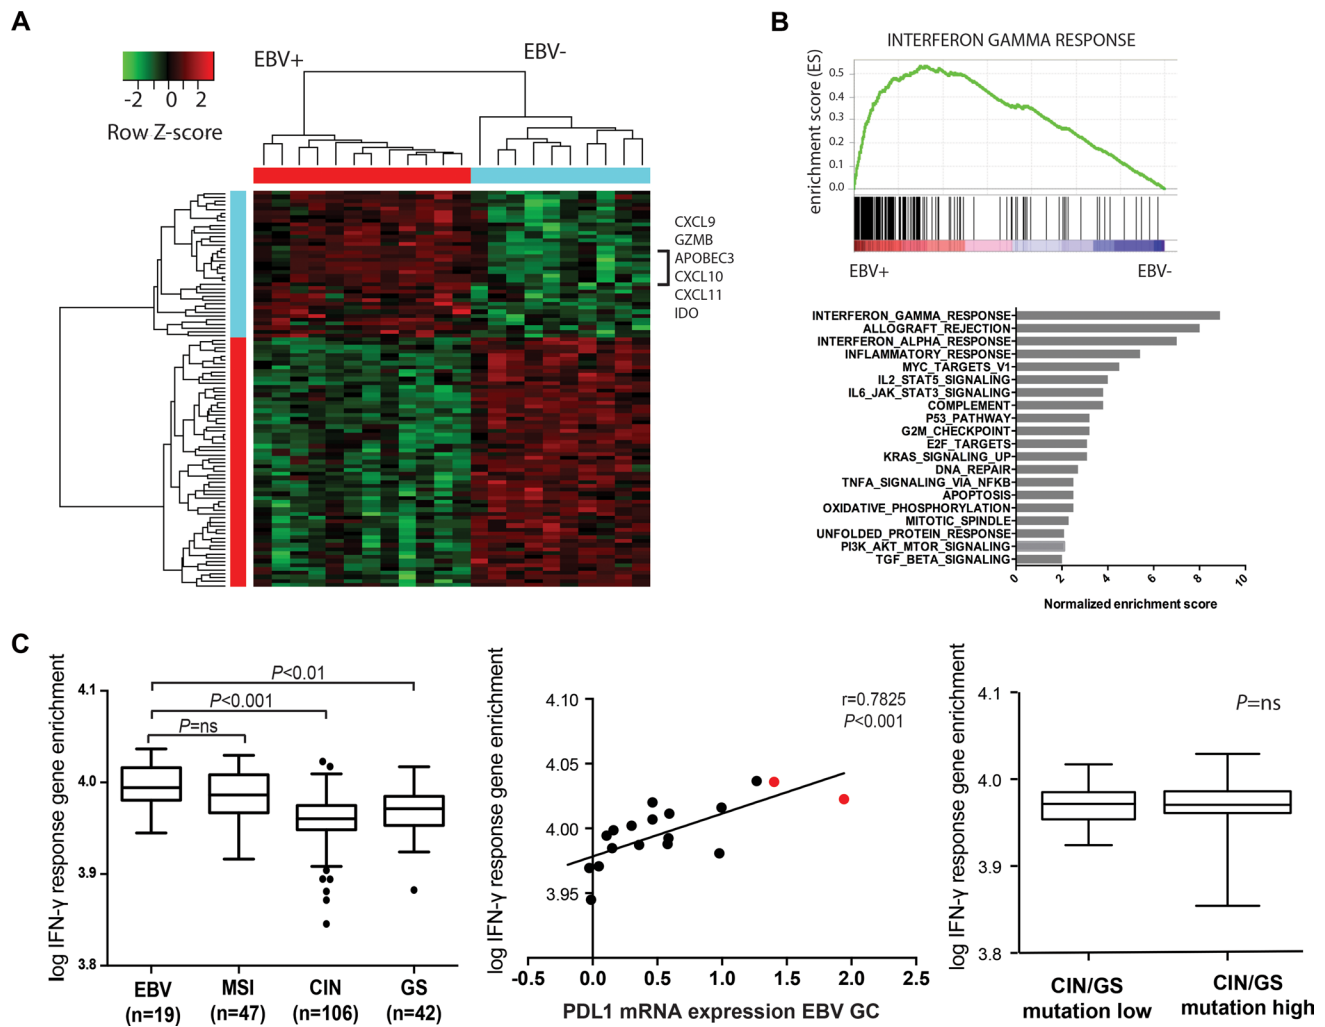 A
EBV+
EBV-
-2 0 2
Row Z-score
CXCL9
GZMB
APOBEC3
CXCL10
CXCL11
IDO
B
INTERFERON GAMMA RESPONSE
enrichment score (ES)
0.5
0.4
0.3
0.2
0.1
0.0
EBV+
EBV-
INTERFERON_GAMMA_RESPONSE
ALLOGRAFT_REJECTION
INTERFERON_ALPHA_RESPONSE
INFLAMMATORY_RESPONSE
MYC_TARGETS_V1
IL2_STAT5_SIGNALING
IL6_JAK_STAT3_SIGNALING
COMPLEMENT
P53_PATHWAY
G2M_CHECKPOINT
E2F_TARGETS
KRAS_SIGNALING_UP
DNA_REPAIR
TNFA_SIGNALING_VIA_NFKB
APOPTOSIS
OXIDATIVE_PHOSPHORYLATION
MITOTIC_SPINDLE
UNFOLDED_PROTEIN_RESPONSE
PI3K_AKT_MTOR_SIGNALING
TGF_BETA_SIGNALING
0 2 4 6 8 10
Normalized enrichment score
C
log IFN-γ response gene enrichment
4.1
4.0
3.9
3.8
P<0.01
P<0.001
P=ns
EBV MSI CIN GS
(n=19) (n=47) (n=106) (n=42)
log IFN-γ response gene enrichment
4.10
4.05
4.00
3.95
r=0.7825
P<0.001
-0.5 0.0 0.5 1.0 1.5 2.0 2.5
PDL1 mRNA expression EBV GC
log IFN-γ response gene enrichment
4.1
4.0
3.9
3.8
P=ns
CIN/GS
mutation low
CIN/GS
mutation high